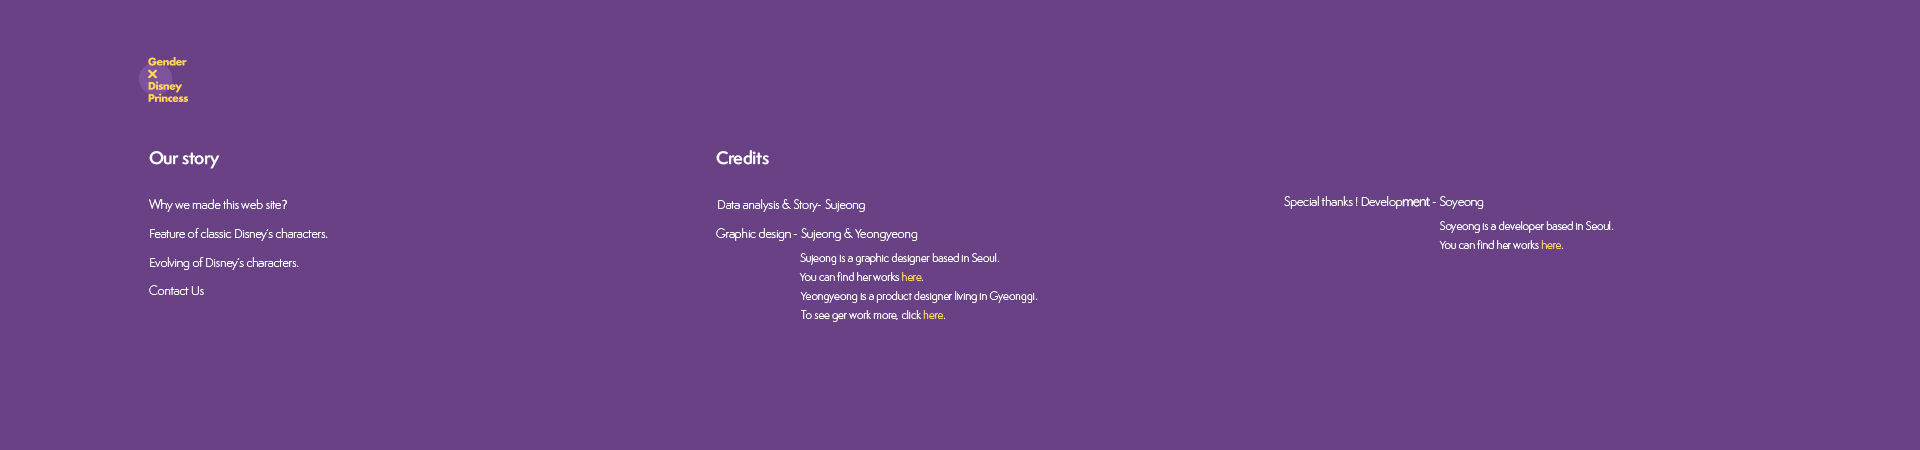 Gender
X
Disney
Princess
Our story
Why we made this web site?
Feature of classic Disney's characters.
Evolving of Disney's characters.
Contact Us
Credits
Data analysis & Story- Sujeong
Graphic design - Sujeong & Yeongyeong
Sujeong is a graphic designer based in Seoul.
You can find her works here.
Yeongyeong is a product designer living in Gyeonggi.
To see ger work more, click here.
Special thanks ! Development - Soyeong
Soyeong is a developer based in Seoul.
You can find her works here.